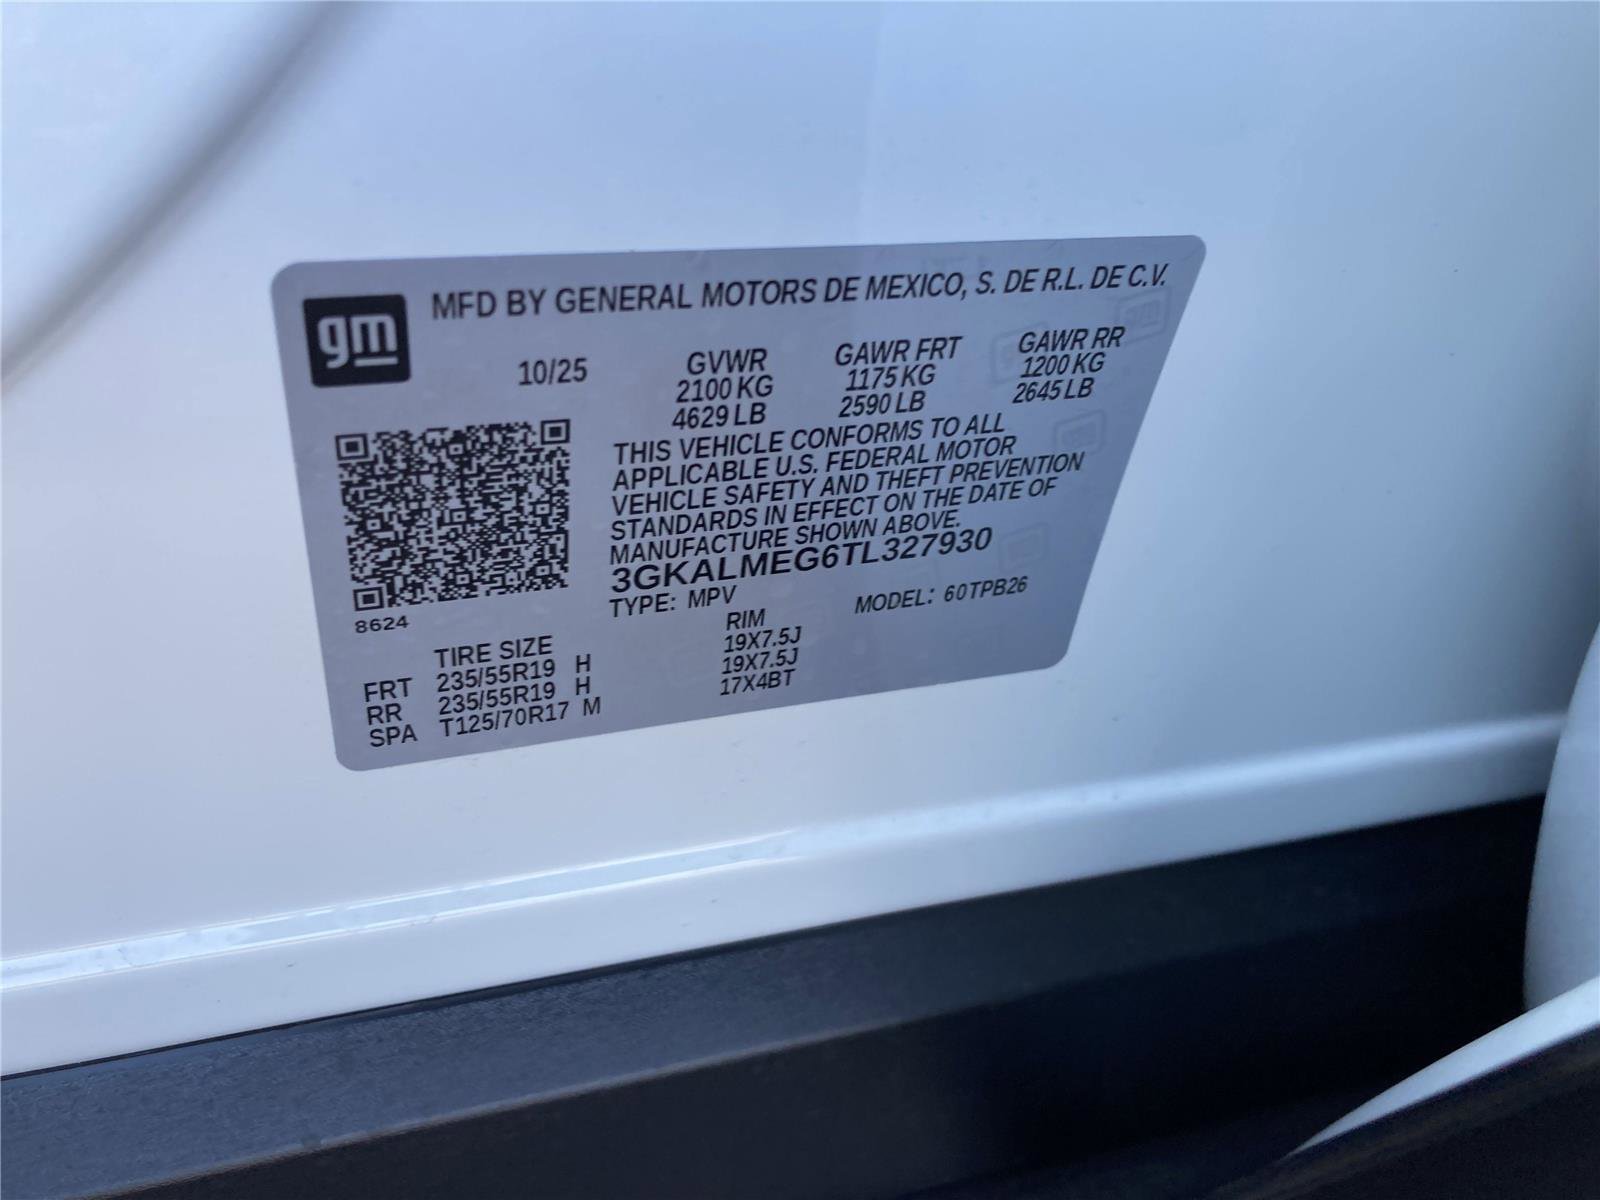 gm
MFD BY GENERAL MOTORS DE MEXICO, S. DE R.L. DE C.V.
10/25
GVWR GAWR FRT GAWR RR
2100 KG 1175 KG 1200 KG
4629 LB 2590 LB 2645 LB
THIS VEHICLE CONFORMS TO ALL
APPLICABLE U.S. FEDERAL MOTOR
VEHICLE SAFETY AND THEFT PREVENTION
STANDARDS IN EFFECT ON THE DATE OF
MANUFACTURE SHOWN ABOVE.
3GKALMEG6TL327930
TYPE: MPV MODEL: 60TPB26
8624
TIRE SIZE RIM
FRT 235/55R19 H 19X7.5J
RR 235/55R19 H 19X7.5J
SPA T125/70R17 M 17X4BT